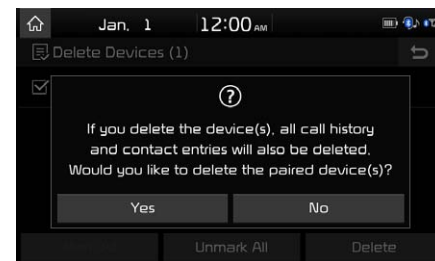 Jan. 1 12:00 AM
Delete Devices (1)
If you delete the device(s), all call history
and contact entries will also be deleted.
Would you like to delete the paired device(s)?
Yes No
Unmark All Delete